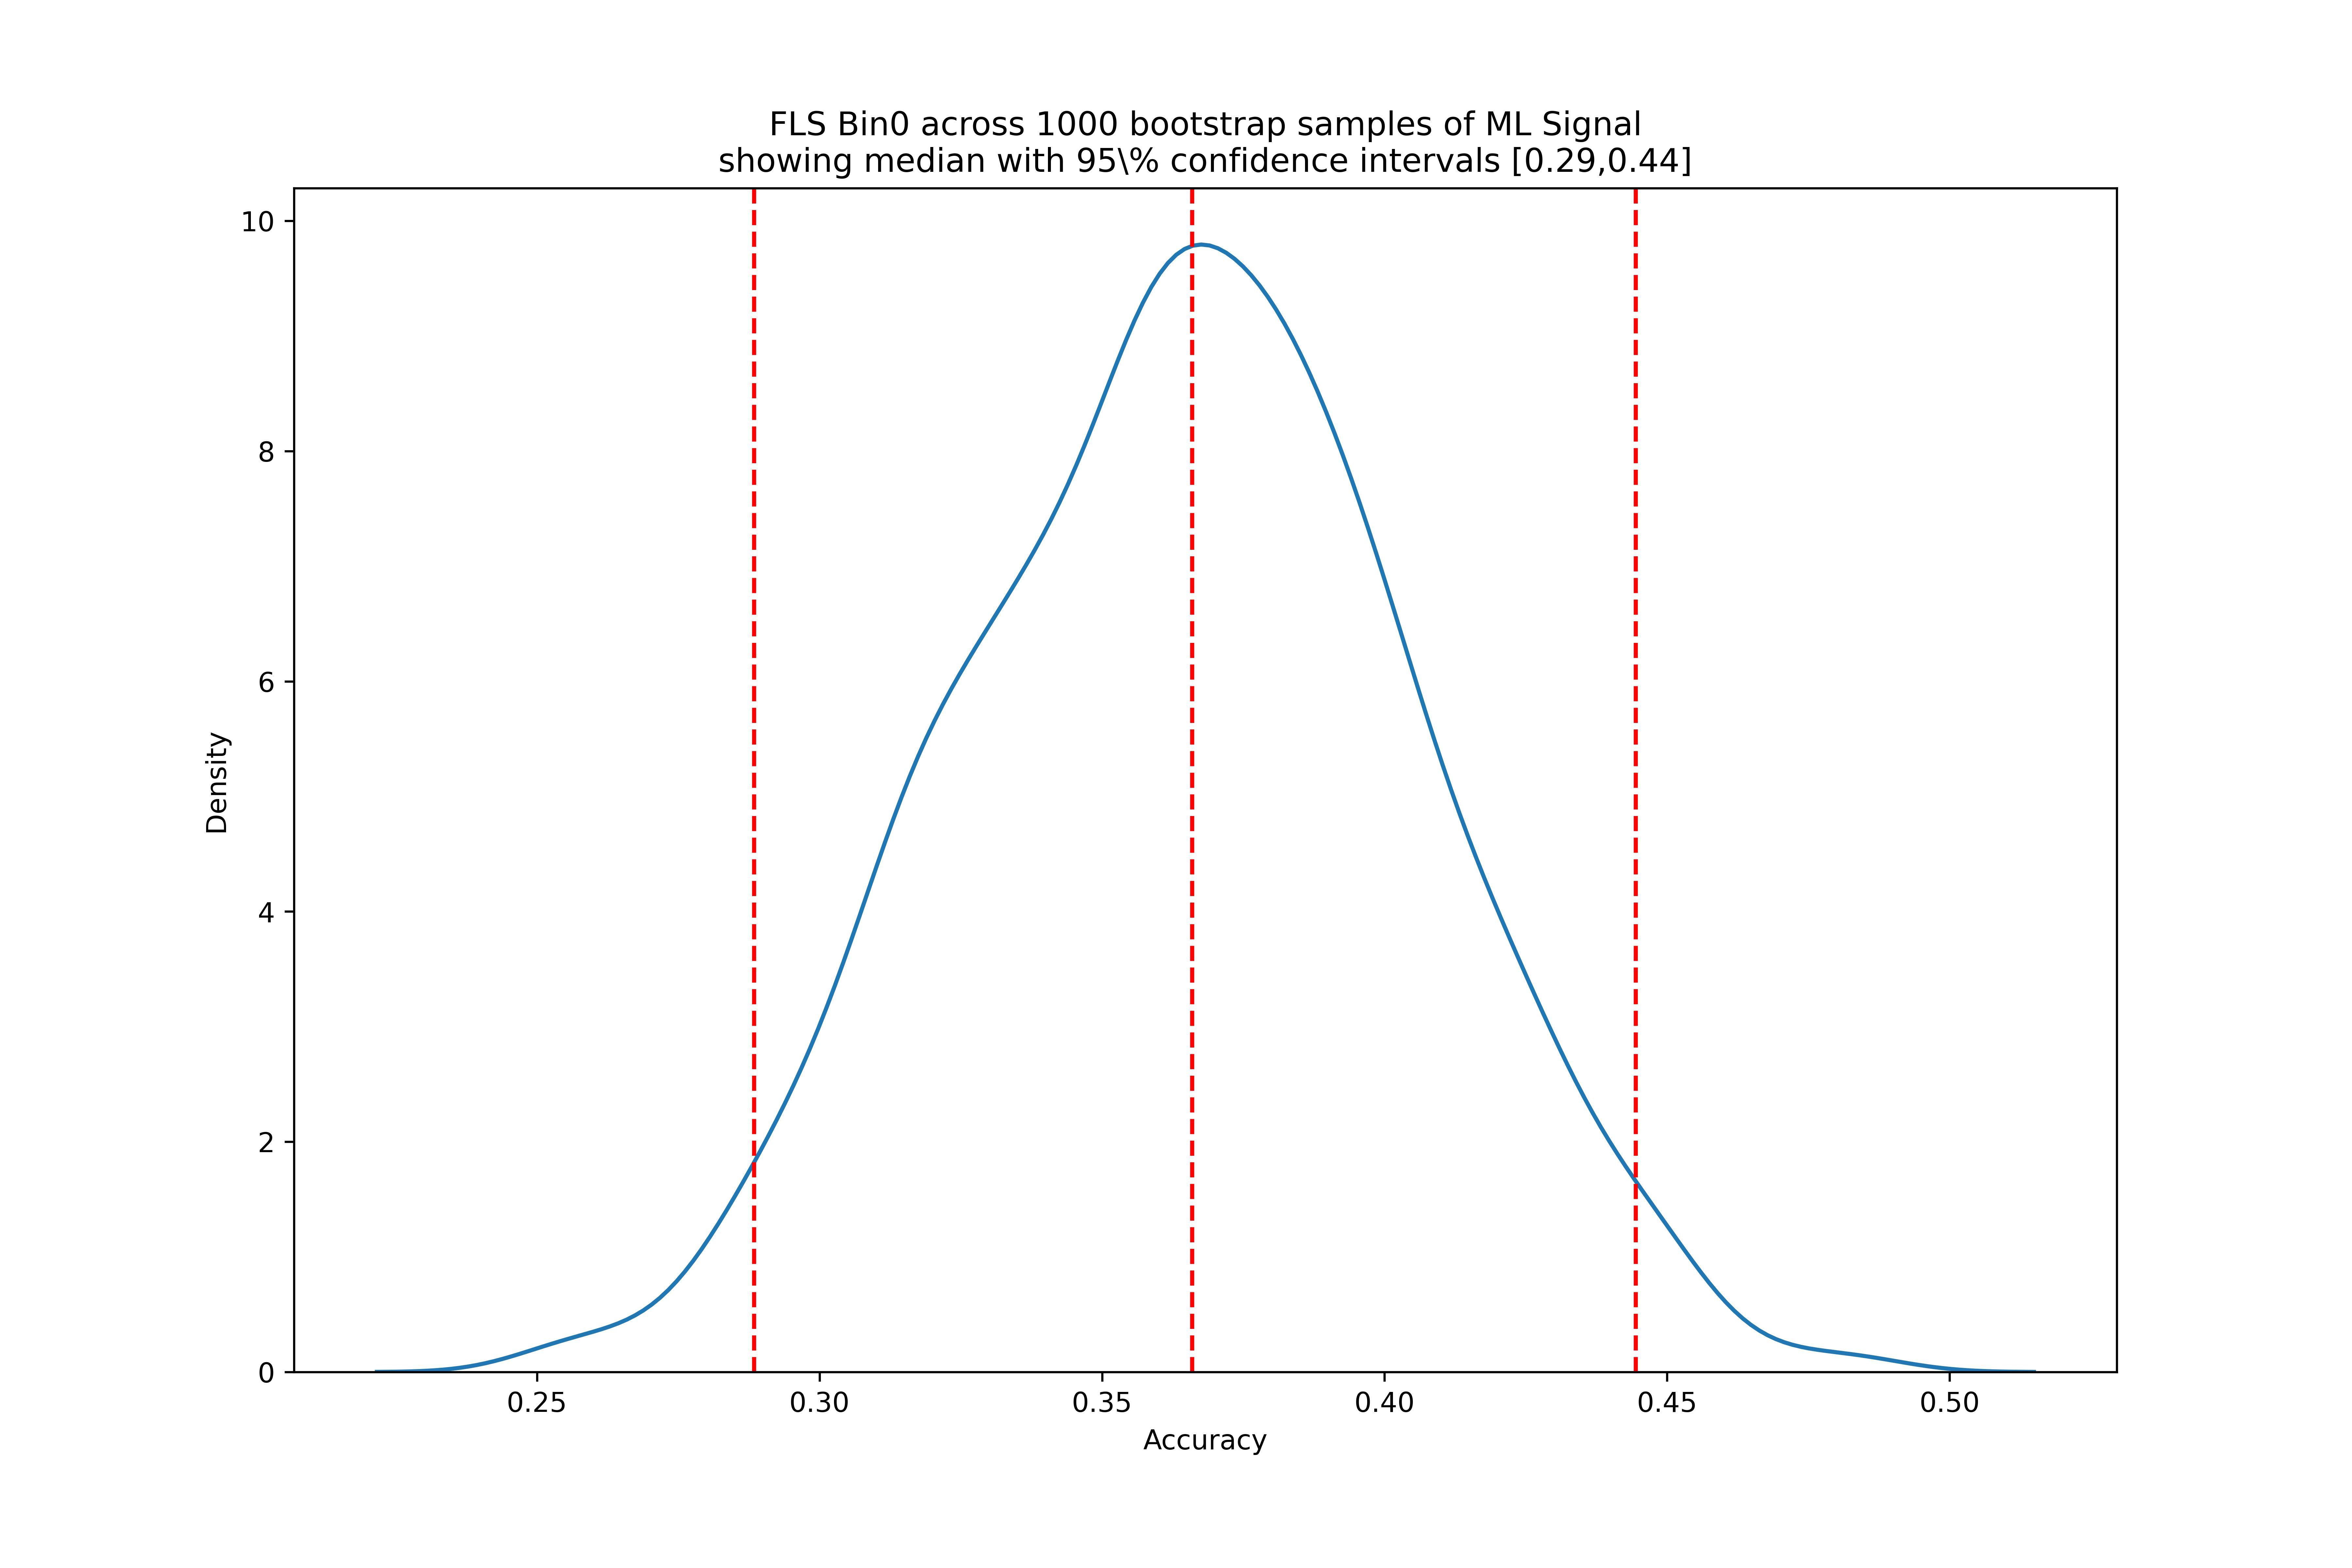 FLS Bin0 across 1000 bootstrap samples of ML Signal
showing median with 95\% confidence intervals [0.29,0.44]
10
8
6
4
2
0
Density
0.25 0.30 0.35 0.40 0.45 0.50
Accuracy